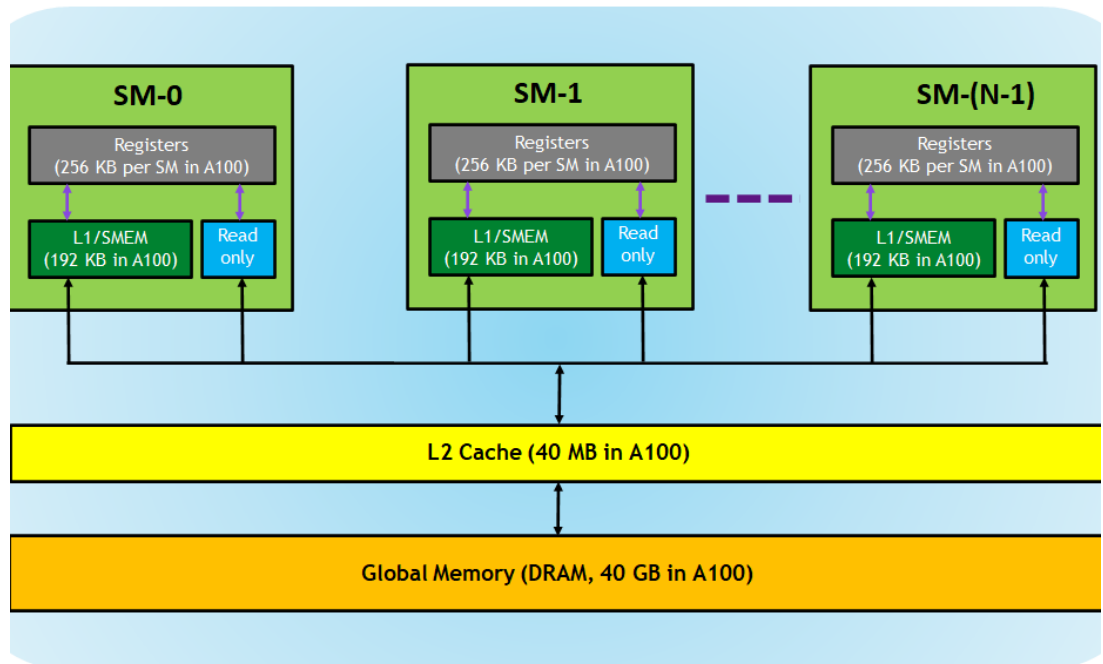 SM-0
Registers
(256 KB per SM in A100)
L1/SMEM
(192 KB in A100)
Read
only
SM-1
Registers
(256 KB per SM in A100)
L1/SMEM
(192 KB in A100)
Read
only
SM-(N-1)
Registers
(256 KB per SM in A100)
L1/SMEM
(192 KB in A100)
Read
only
L2 Cache (40 MB in A100)
Global Memory (DRAM, 40 GB in A100)